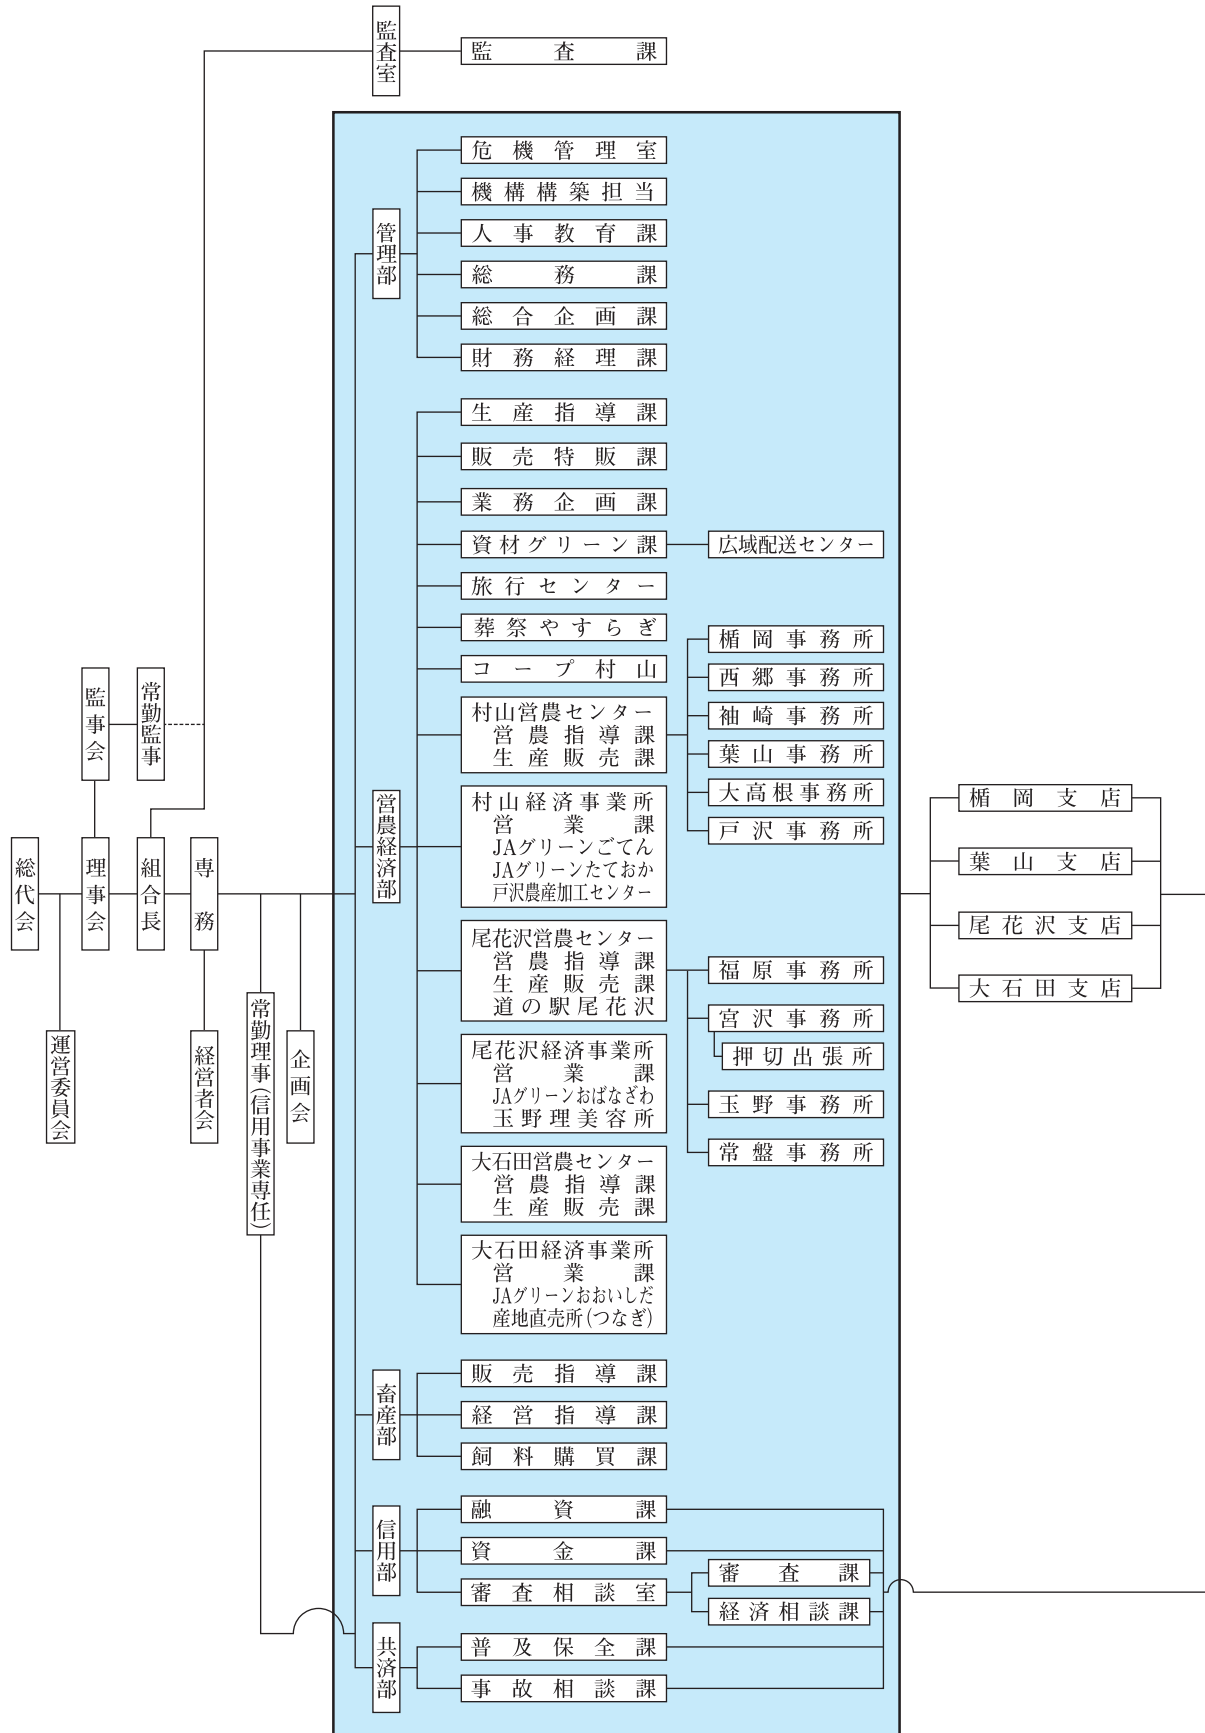 監査室
監査課
危機管理室
機構構築担当
管理部
人事教育課
総務課
総合企画課
財務経理課
生産指導課
販売特販課
業務企画課
資材グリーン課
広域配送センター
旅行センター
葬祭やすらぎ
コープ村山
村山営農センター
営農指導課
生産販売課
楯岡事務所
西郷事務所
袖崎事務所
葉山事務所
大高根事務所
戸沢事務所
営農経済部
村山経済事業所
営業課
JAグリーンごてん
JAグリーンたておか
戸沢農産加工センター
尾花沢営農センター
営農指導課
生産販売課
道の駅尾花沢
福原事務所
宮沢事務所
押切出張所
玉野事務所
常盤事務所
尾花沢経済事業所
営業課
JAグリーンおばなざわ
玉野理美容所
大石田営農センター
営農指導課
生産販売課
大石田経済事業所
営業課
JAグリーンおおいしだ
産地直売所(つなぎ)
畜産部
販売指導課
経営指導課
飼料購買課
信用部
融資課
資金課
審査相談室
審査課
経済相談課
共済部
普及保全課
事故相談課
監事会
常勤監事
総代会
理事会
組合長
専務
運営委員会
経営者会
常勤理事(信用事業専任)
企画会
楯岡支店
葉山支店
尾花沢支店
大石田支店